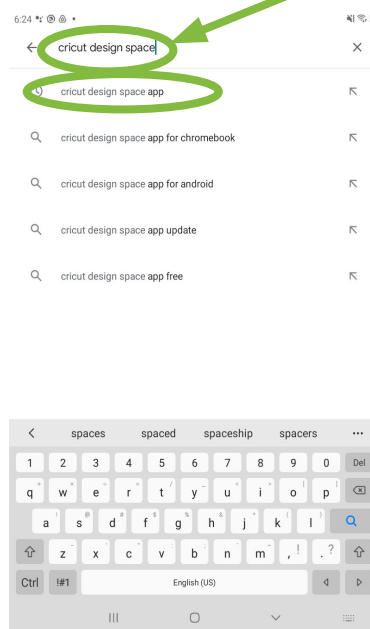 6:24
cricut design space
cricut design space app
cricut design space app for chromebook
cricut design space app for android
cricut design space app update
cricut design space app free
spaces spaced spaceship spacers
1 2 3 4 5 6 7 8 9 0 Del
q w e r t y u i o p
a s d f g h j k l
z x c v b n m , ! . ?
Ctrl !#1 English (US)